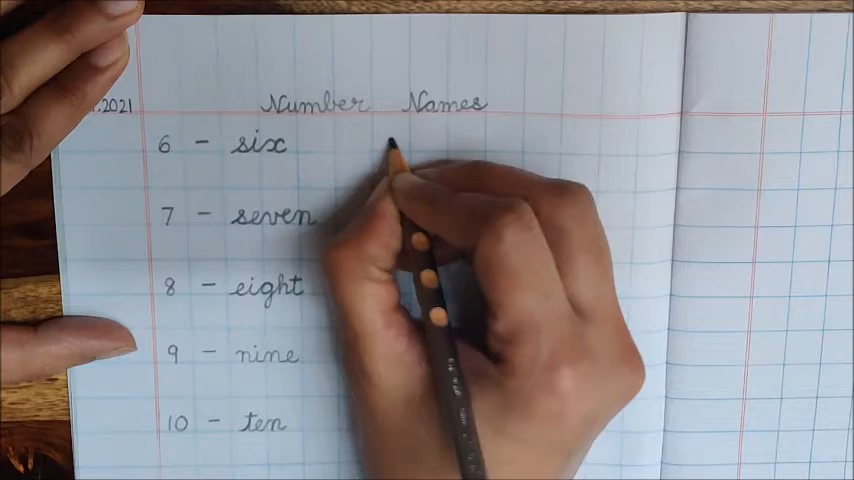 .2021
Number Names
6 - six
7 - seven
8 - eight
9 - nine
10 - ten